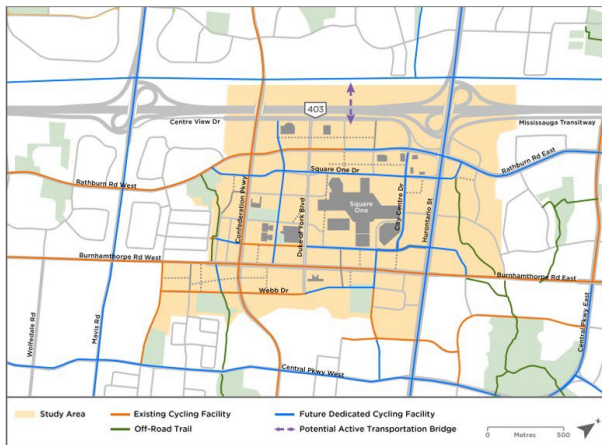 403
Centre View Dr
Mississauga Transitway
Square One Dr
Rathburn Rd East
Rathburn Rd West
Confederation Pkwy
Duke of York Blvd
Square
One
City Centre Dr
Hurontario St
Burnhamthorpe Rd West
Burnhamthorpe Rd East
Webb Dr
Wolfedale Rd
Mavis Rd
Central Pkwy West
Central Pkwy East
Study Area
Existing Cycling Facility
Future Dedicated Cycling Facility
Off-Road Trail
Potential Active Transportation Bridge
0 Metres 500
N